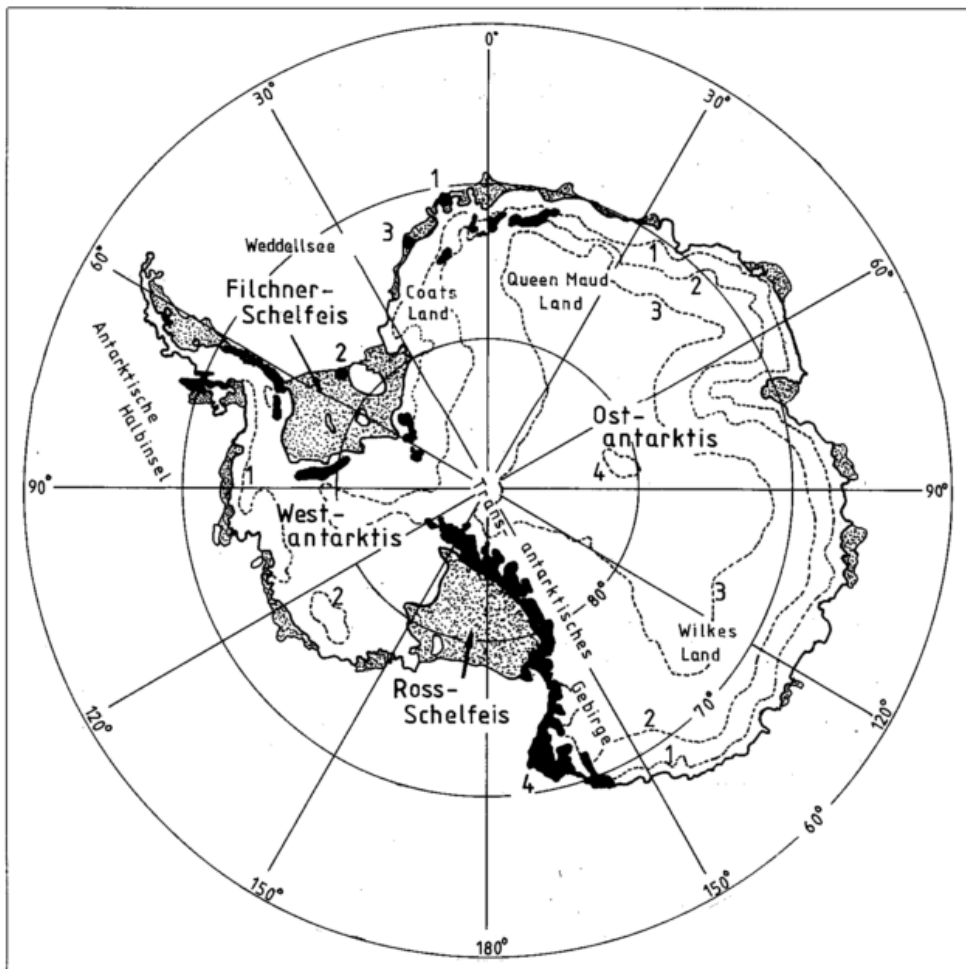 0°
30°
30°
1
3
Weddellsee
60°
60°
Filchner-
Schelfeis
Coats
Land
Queen Maud
Land
1
2
3
2
Antarktische
Halbinsel
Ost-
antarktis
4
90°
1
90°
West-
antarktis
Trans-
antarktisches
Gebirge
80°
3
2
Wilkes
Land
Ross-
Schelfeis
70°
2
1
4
120°
120°
60°
150°
150°
180°